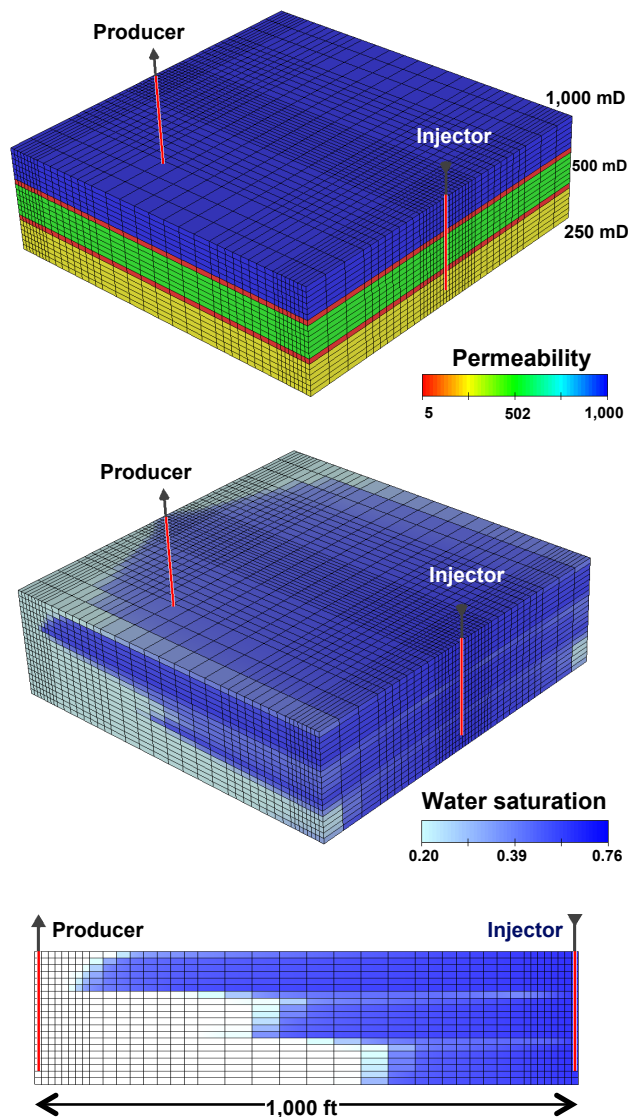 Producer
1,000 mD
Injector
500 mD
250 mD
Permeability
5 502 1,000
Producer
Injector
Water saturation
0.20 0.39 0.76
Producer Injector
1,000 ft